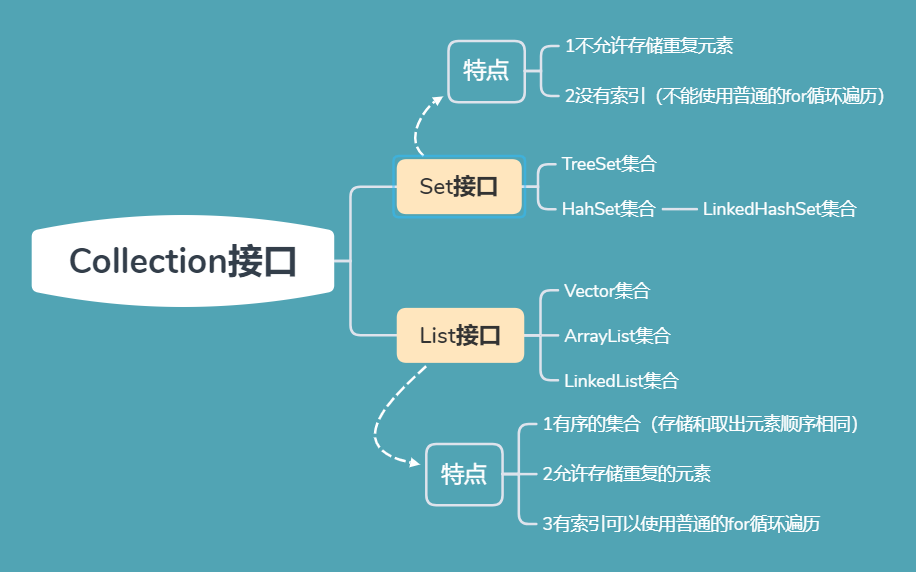 特点
1不允许存储重复元素
2没有索引（不能使用普通的for循环遍历）
Set接口
TreeSet集合
HahSet集合
LinkedHashSet集合
Collection接口
List接口
Vector集合
ArrayList集合
LinkedList集合
特点
1有序的集合（存储和取出元素顺序相同）
2允许存储重复的元素
3有索引可以使用普通的for循环遍历